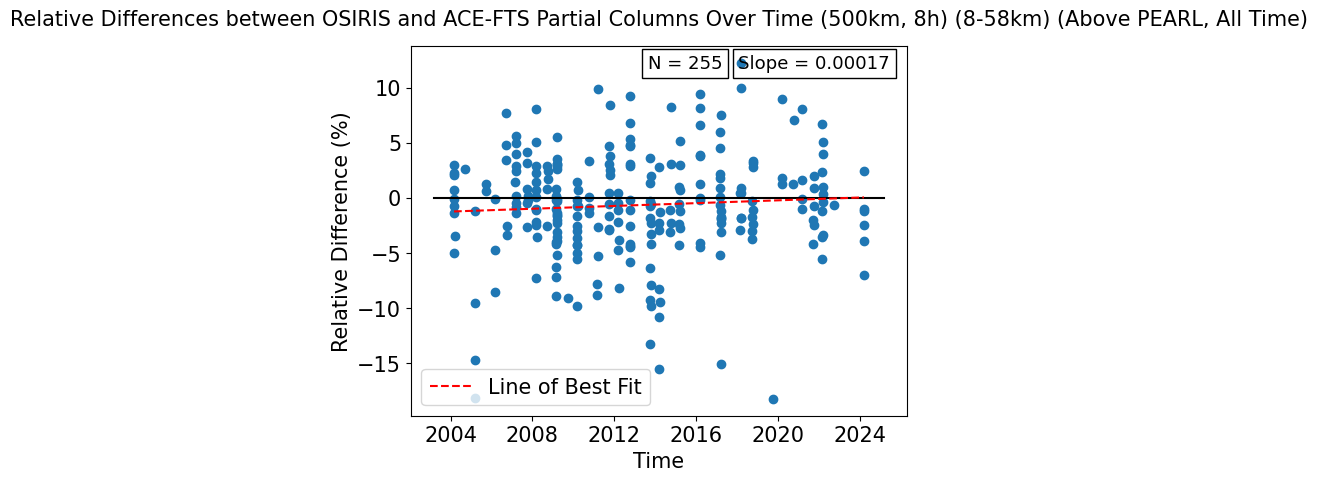 Relative Differences between OSIRIS and ACE-FTS Partial Columns Over Time (500km, 8h) (8-58km) (Above PEARL, All Time)
N = 255
Slope = 0.00017
Relative Difference (%)
10
5
0
−5
−10
−15
Line of Best Fit
2004 2008 2012 2016 2020 2024
Time